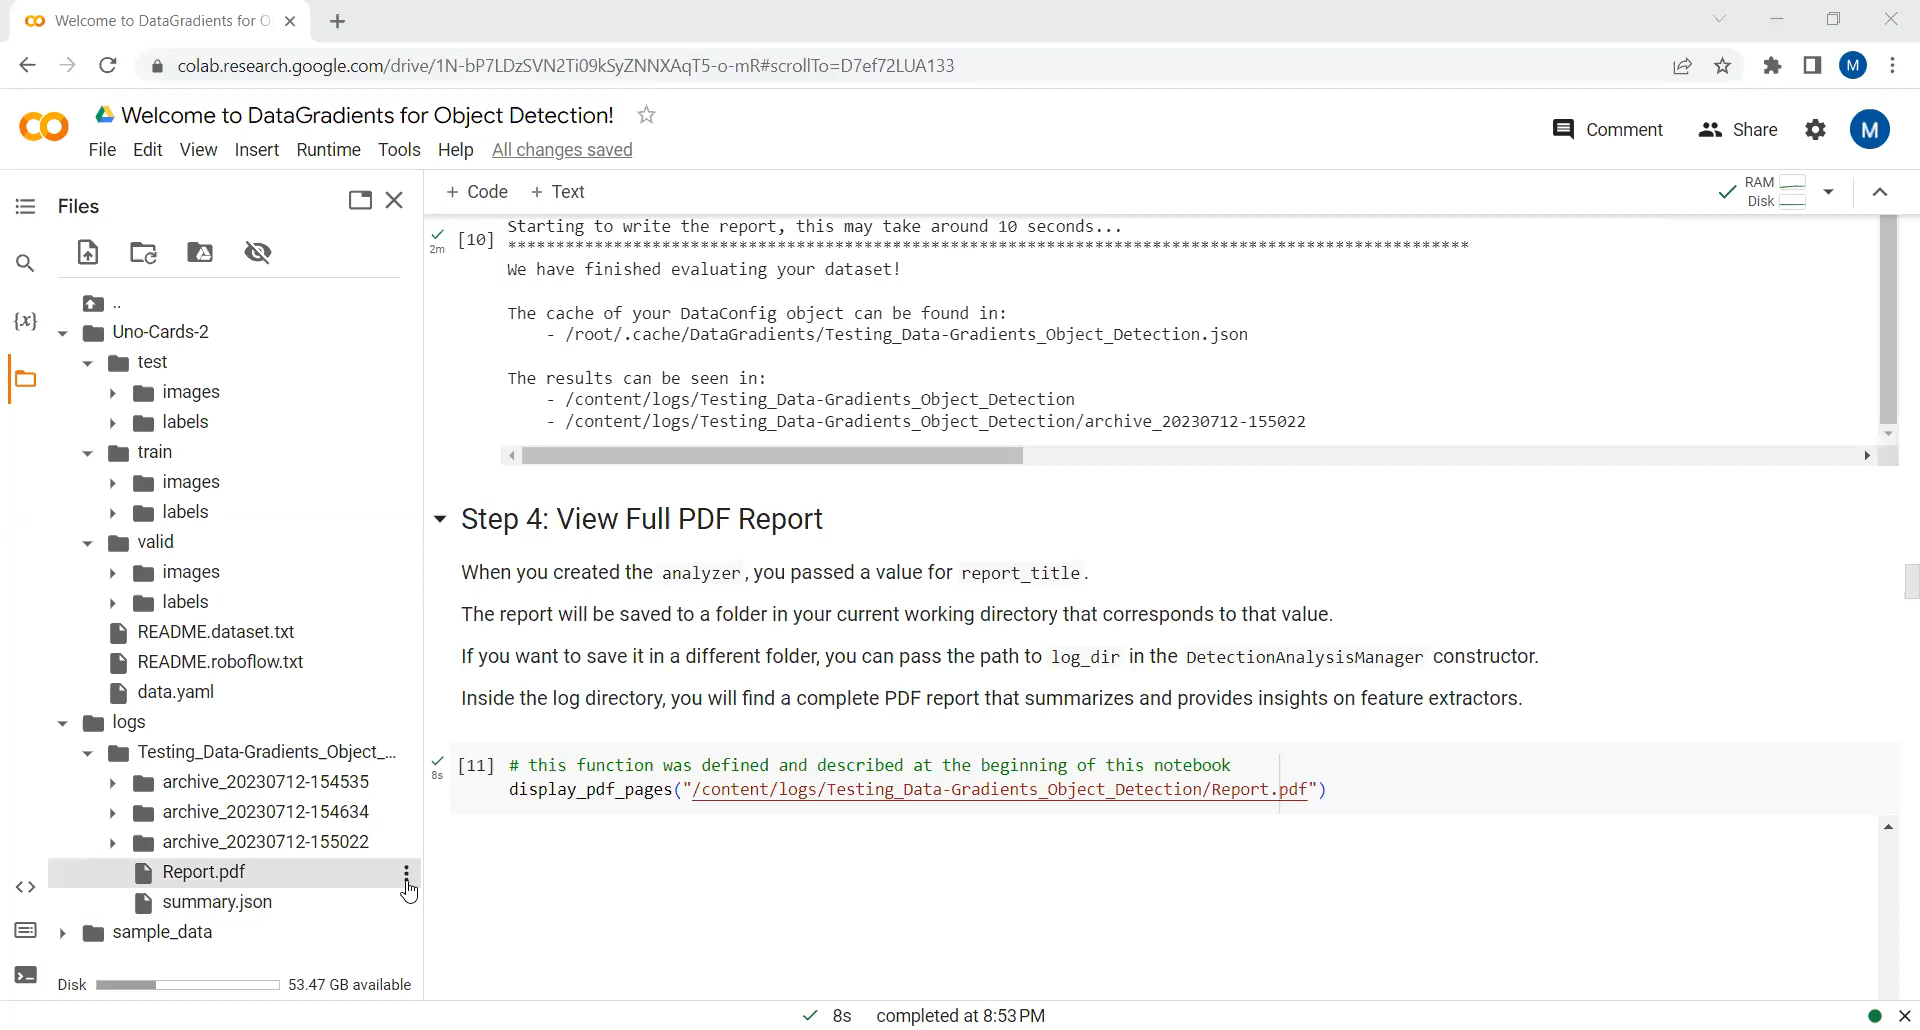 Welcome to DataGradients for O
colab.research.google.com/drive/1N-bP7LDzSVN2Ti09kSyZNNXAqT5-o-mR#scrollTo=D7ef72LUA133
M
Welcome to DataGradients for Object Detection!
Comment
Share
M
File Edit View Insert Runtime Tools Help All changes saved
Files
+ Code + Text
RAM
Disk
{x}
..
Uno-Cards-2
test
images
labels
train
images
labels
valid
images
labels
README.dataset.txt
README.roboflow.txt
data.yaml
logs
Testing_Data-Gradients_Object_...
archive_20230712-154535
archive_20230712-154634
archive_20230712-155022
Report.pdf
summary.json
sample_data
Disk 53.47 GB available
2m
[10]
Starting to write the report, this may take around 10 seconds...
****************************************************************************************************
We have finished evaluating your dataset!
The cache of your DataConfig object can be found in:
- /root/.cache/DataGradients/Testing_Data-Gradients_Object_Detection.json
The results can be seen in:
- /content/logs/Testing_Data-Gradients_Object_Detection
- /content/logs/Testing_Data-Gradients_Object_Detection/archive_20230712-155022
Step 4: View Full PDF Report
When you created the analyzer, you passed a value for report_title.
The report will be saved to a folder in your current working directory that corresponds to that value.
If you want to save it in a different folder, you can pass the path to log_dir in the DetectionAnalysisManager constructor.
Inside the log directory, you will find a complete PDF report that summarizes and provides insights on feature extractors.
8s
[11]
# this function was defined and described at the beginning of this notebook
display_pdf_pages("/content/logs/Testing_Data-Gradients_Object_Detection/Report.pdf")
8s completed at 8:53 PM